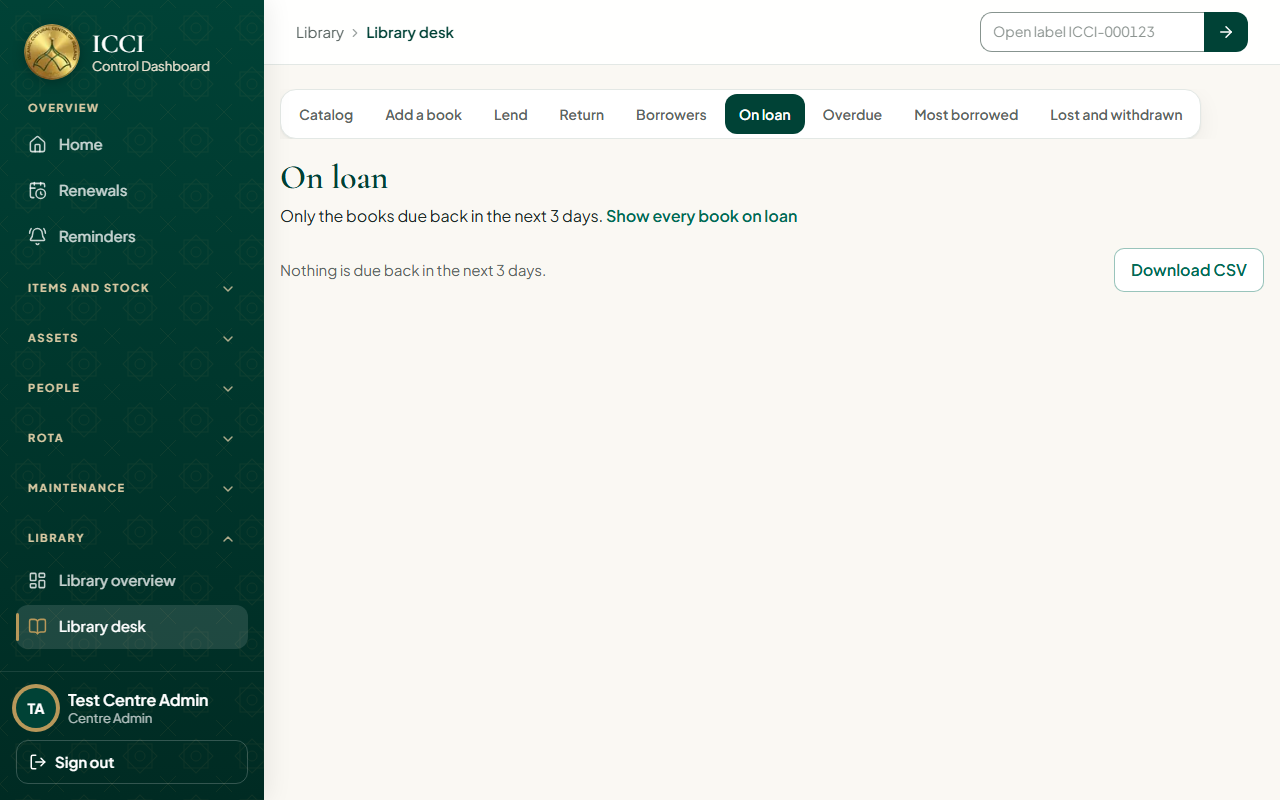 ICCI
Control Dashboard
OVERVIEW
Home
Renewals
Reminders
ITEMS AND STOCK
ASSETS
PEOPLE
ROTA
MAINTENANCE
LIBRARY
Library overview
Library desk
TA
Test Centre Admin
Centre Admin
Sign out
Library > Library desk
Open label ICCI-000123
Catalog Add a book Lend Return Borrowers On loan Overdue Most borrowed Lost and withdrawn
On loan
Only the books due back in the next 3 days. Show every book on loan
Nothing is due back in the next 3 days.
Download CSV